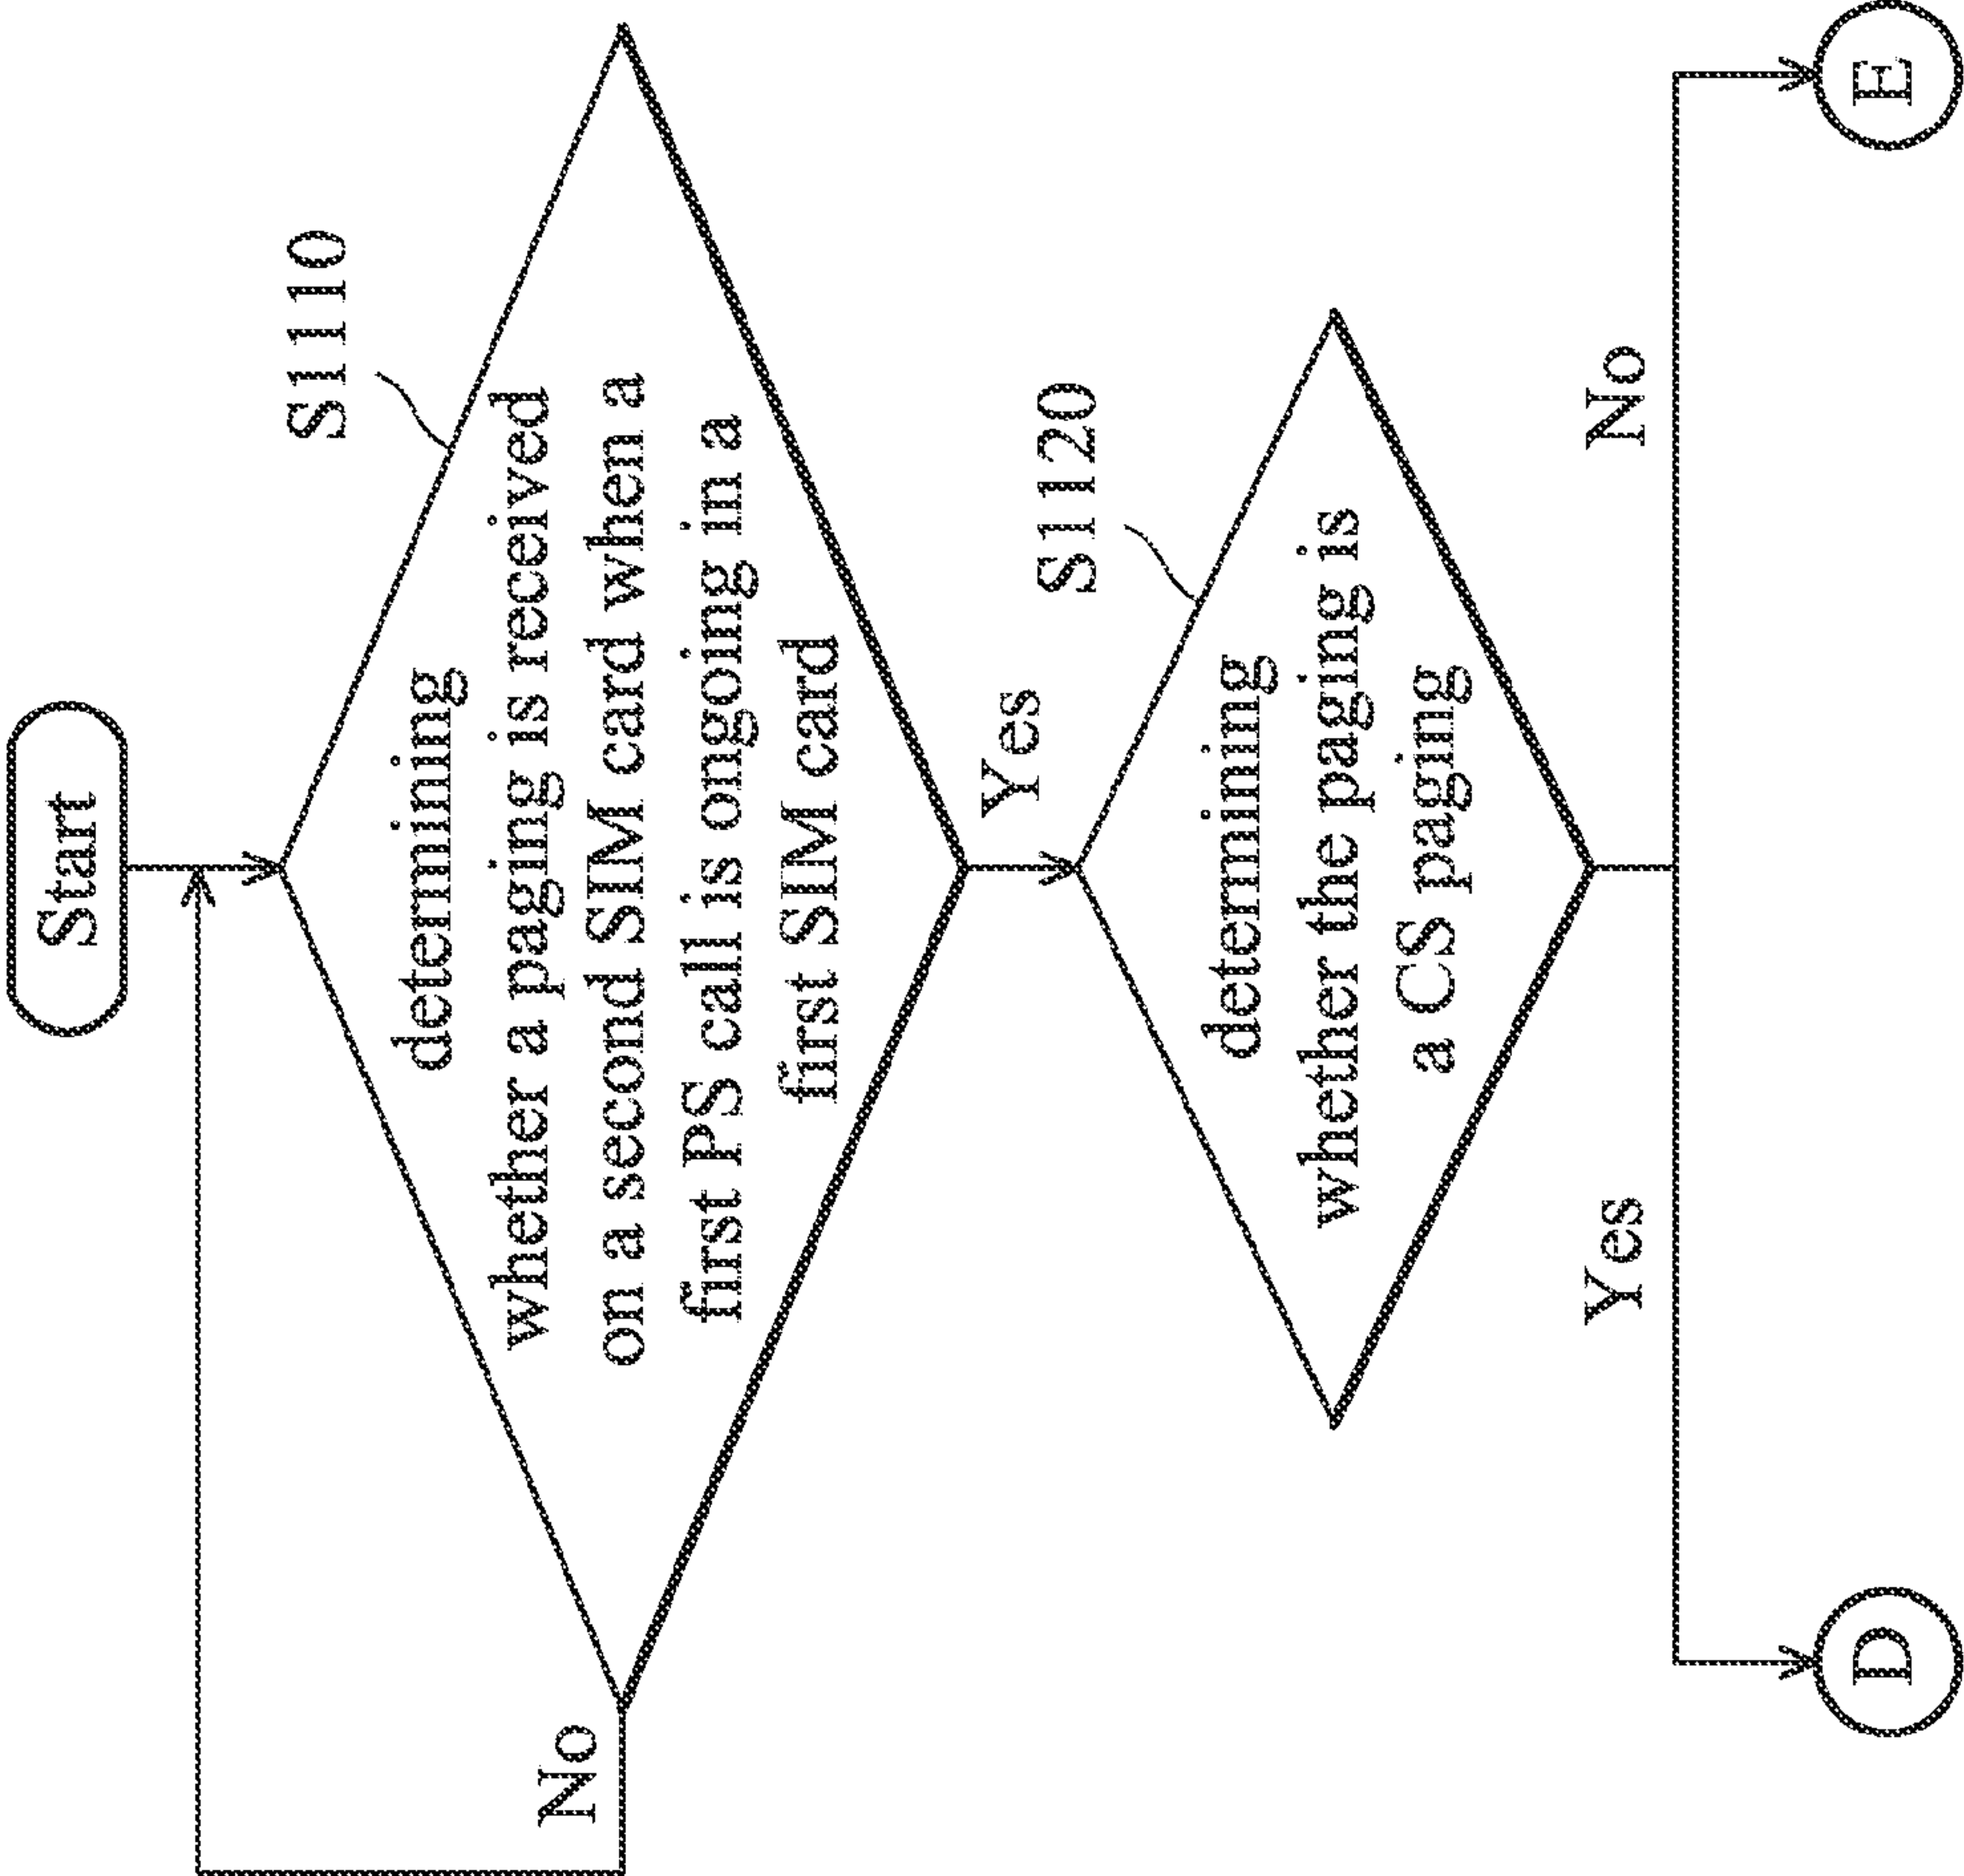 Start
S1110
determining
whether a paging is received
on a second SIM card when a
first PS call is ongoing in a
first SIM card
No
Yes
S1120
determining
whether the paging is
a CS paging
Yes
No
D
E